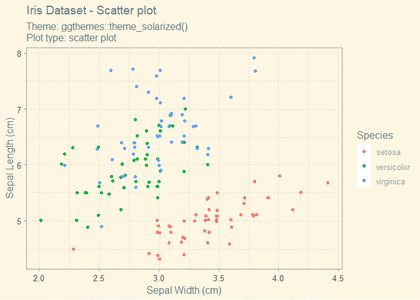 Iris Dataset - Scatter plot
Theme: ggthemes::theme_solarized()
Plot type: scatter plot
8
7
6
5
Sepal Length (cm)
2.0 2.5 3.0 3.5 4.0 4.5
Sepal Width (cm)
Species
setosa
versicolor
virginica